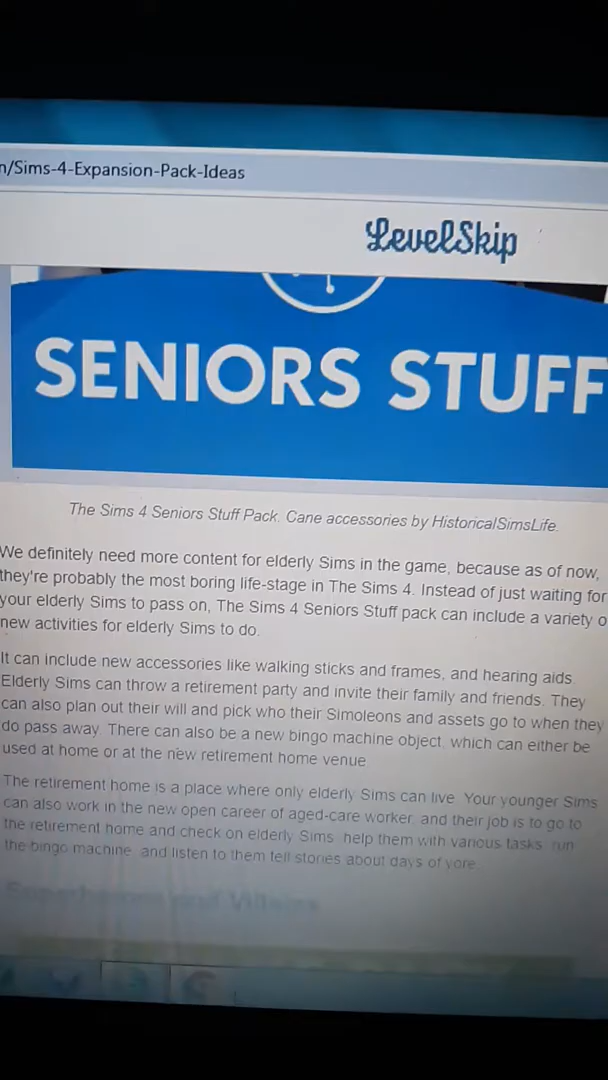 n/Sims-4-Expansion-Pack-Ideas
LevelSkip
SENIORS STUFF
The Sims 4 Seniors Stuff Pack. Cane accessories by HistoricalSimsLife.
We definitely need more content for elderly Sims in the game, because as of now,
they're probably the most boring life-stage in The Sims 4. Instead of just waiting for
your elderly Sims to pass on, The Sims 4 Seniors Stuff pack can include a variety o
new activities for elderly Sims to do.
It can include new accessories like walking sticks and frames, and hearing aids.
Elderly Sims can throw a retirement party and invite their family and friends. They
can also plan out their will and pick who their Simoleons and assets go to when they
do pass away. There can also be a new bingo machine object, which can either be
used at home or at the new retirement home venue.
The retirement home is a place where only elderly Sims can live. Your younger Sims
can also work in the new open career of aged-care worker, and their job is to go to
the retirement home and check on elderly Sims, help them with various tasks, run
the bingo machine, and listen to them tell stories about days of yore.
Superheroes and Villains